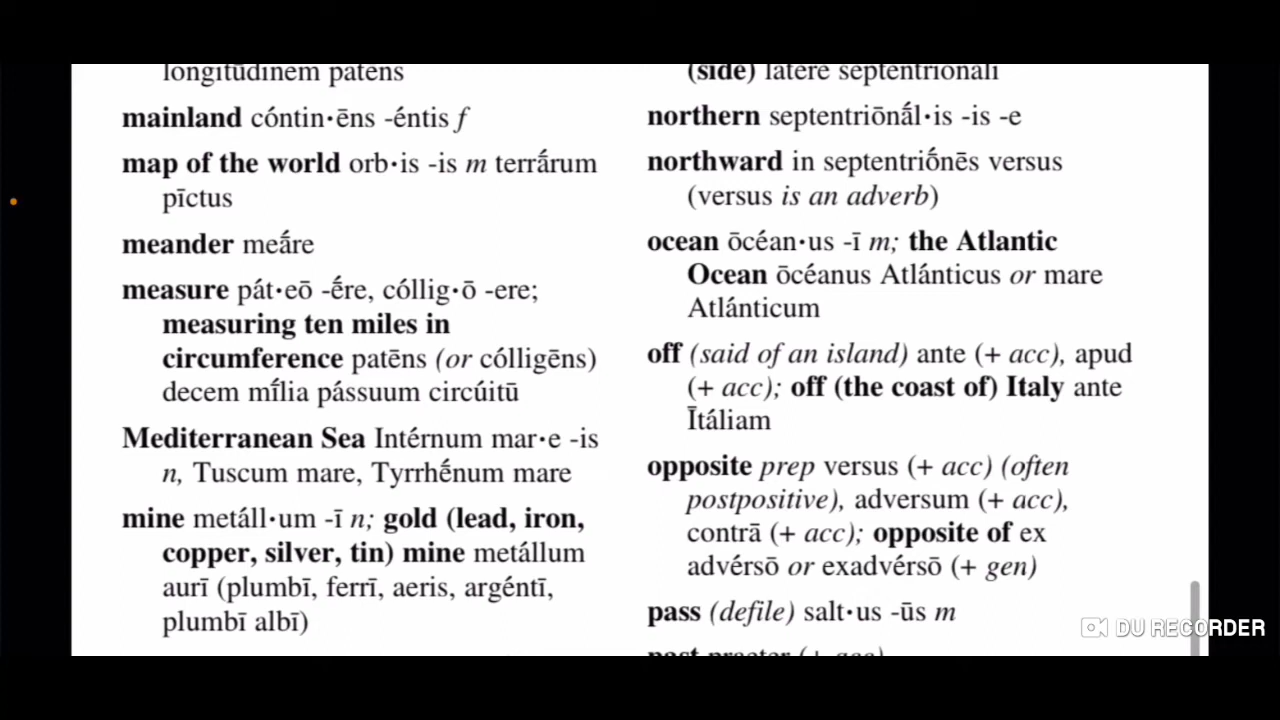 longitūdinem patēns
mainland cóntin·ēns -éntis f
map of the world orb·is -is m terrā́rum
pīctus
meander meā́re
measure pát·eō -ḗre, cóllig·ō -ere;
measuring ten miles in
circumference patēns (or cólligēns)
decem mī́lia pássuum circúitū
Mediterranean Sea Intérnum mar·e -is
n, Tuscum mare, Tyrrhḗnum mare
mine metáll·um -ī n; gold (lead, iron,
copper, silver, tin) mine metállum
aurī (plumbī, ferrī, aeris, argéntī,
plumbī albī)
(side) latere septentriōnālī
northern septentriōnā́l·is -is -e
northward in septentriṓnēs versus
(versus is an adverb)
ocean ōcéan·us -ī m; the Atlantic
Ocean ōcéanus Atlánticus or mare
Atlánticum
off (said of an island) ante (+ acc), apud
(+ acc); off (the coast of) Italy ante
Ītáliam
opposite prep versus (+ acc) (often
postpositive), adversum (+ acc),
contrā (+ acc); opposite of ex
advérsō or exadvérsō (+ gen)
pass (defile) salt·us -ūs m
past praeter (+ acc)
DU RECORDER